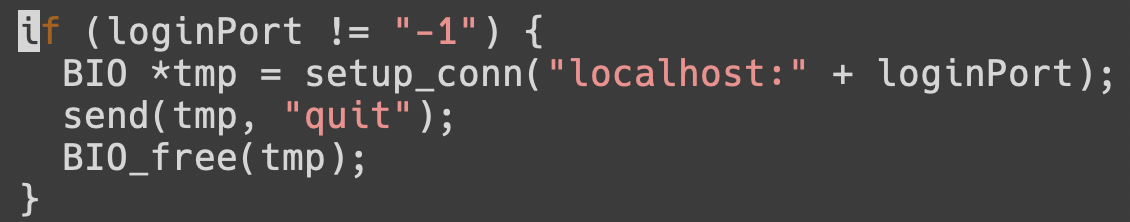 if (loginPort != "-1") {
  BIO *tmp = setup_conn("localhost:" + loginPort);
  send(tmp, "quit");
  BIO_free(tmp);
}